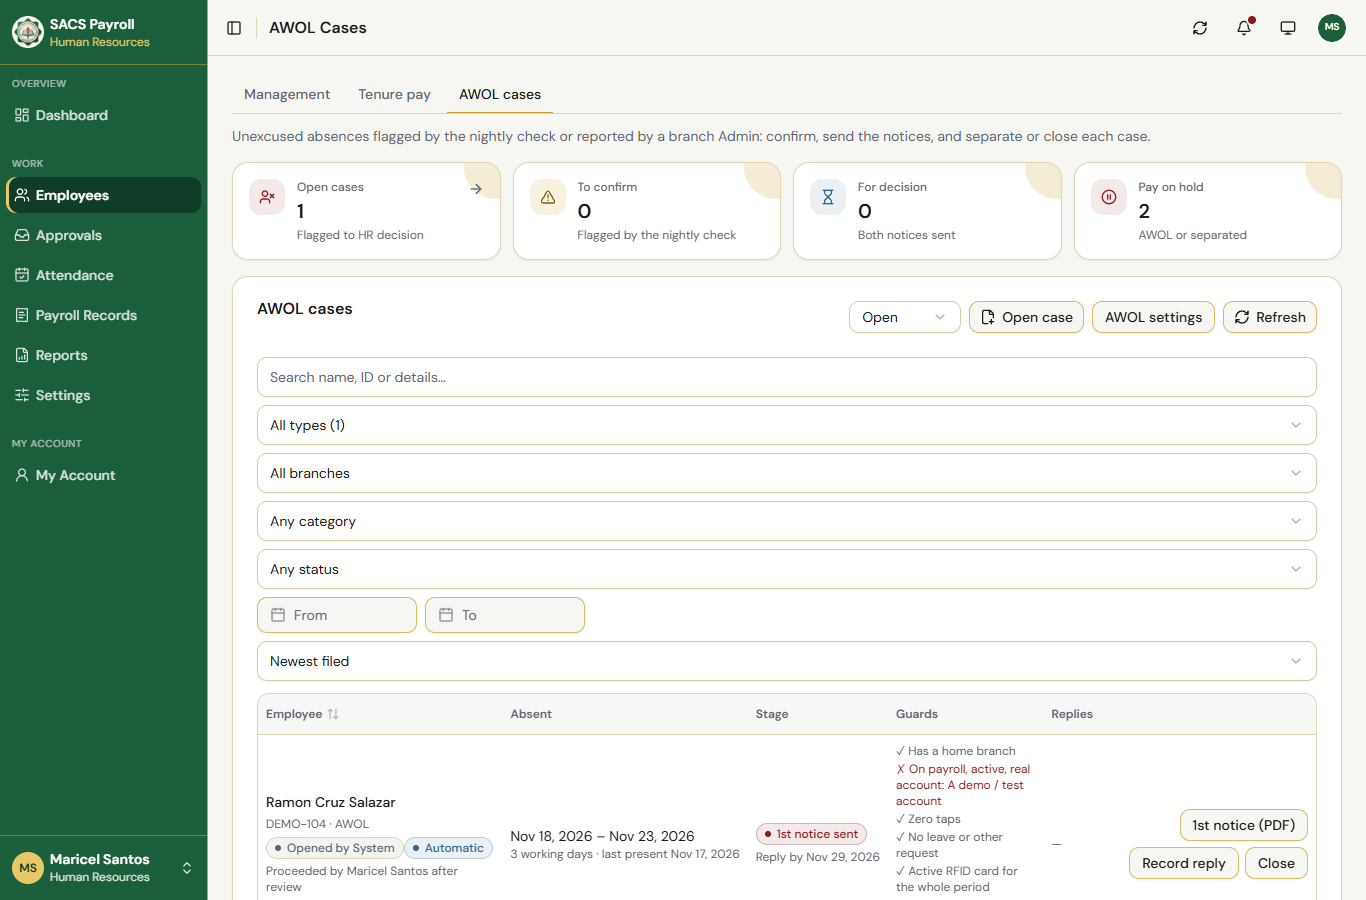 SACS Payroll
Human Resources
OVERVIEW
Dashboard
WORK
Employees
Approvals
Attendance
Payroll Records
Reports
Settings
MY ACCOUNT
My Account
MS
Maricel Santos
Human Resources
AWOL Cases
MS
Management
Tenure pay
AWOL cases
Unexcused absences flagged by the nightly check or reported by a branch Admin: confirm, send the notices, and separate or close each case.
Open cases
1
Flagged to HR decision
To confirm
0
Flagged by the nightly check
For decision
0
Both notices sent
Pay on hold
2
AWOL or separated
AWOL cases
Open
Open case
AWOL settings
Refresh
Search name, ID or details...
All types (1)
All branches
Any category
Any status
From
To
Newest filed
Employee
Absent
Stage
Guards
Replies
Ramon Cruz Salazar
DEMO-104 · AWOL
Opened by System
Automatic
Proceeded by Maricel Santos after
review
Nov 18, 2026 – Nov 23, 2026
3 working days · last present Nov 17, 2026
1st notice sent
Reply by Nov 29, 2026
✓ Has a home branch
✗ On payroll, active, real
account: A demo / test
account
✓ Zero taps
✓ No leave or other
request
✓ Active RFID card for
the whole period
—
1st notice (PDF)
Record reply
Close